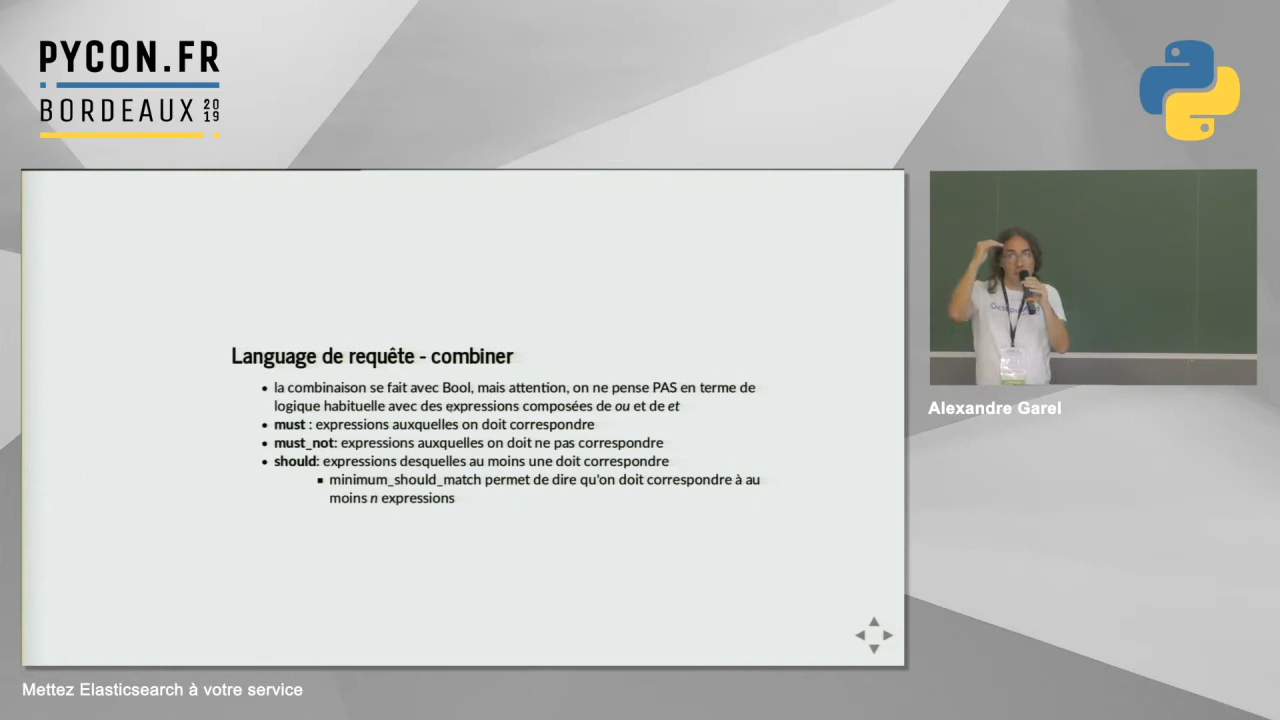 PYCON.FR
BORDEAUX 20
19
Language de requête - combiner
• la combinaison se fait avec Bool, mais attention, on ne pense PAS en terme de
logique habituelle avec des expressions composées de ou et de et
• must : expressions auxquelles on doit correspondre
• must_not: expressions auxquelles on doit ne pas correspondre
• should: expressions desquelles au moins une doit correspondre
▪ minimum_should_match permet de dire qu'on doit correspondre à au
moins n expressions
Alexandre Garel
Mettez Elasticsearch à votre service